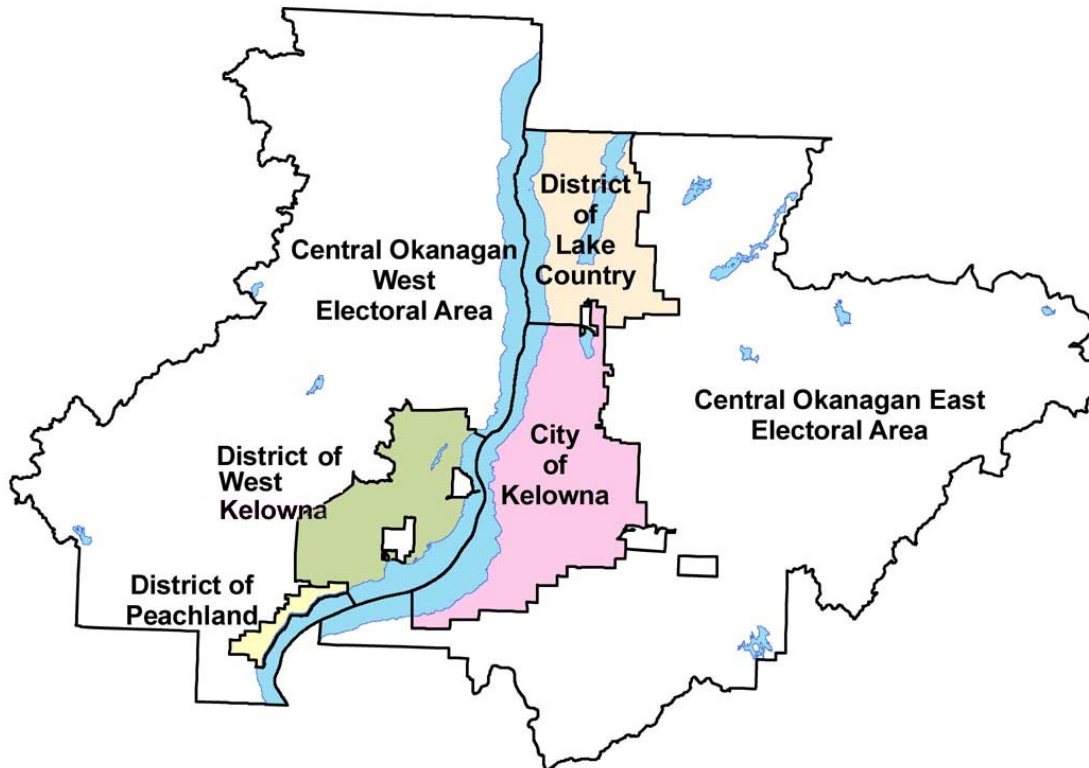 District
of
Lake
Country
Central Okanagan
West
Electoral Area
Central Okanagan East
Electoral Area
City
of
Kelowna
District of
West
Kelowna
District of
Peachland